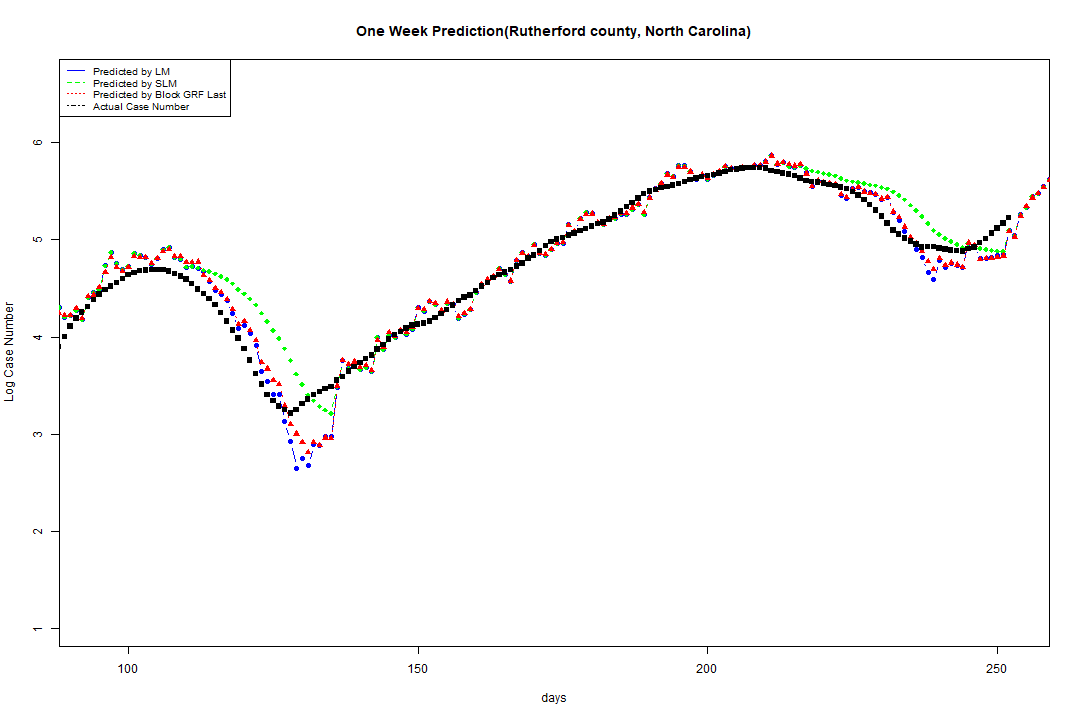 One Week Prediction(Rutherford county, North Carolina)
Predicted by LM
Predicted by SLM
Predicted by Block GRF Last
Actual Case Number
6
5
4
3
2
1
Log Case Number
100 150 200 250
days